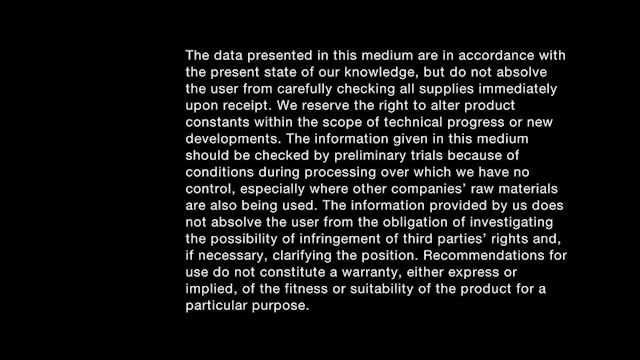 The data presented in this medium are in accordance with
the present state of our knowledge, but do not absolve
the user from carefully checking all supplies immediately
upon receipt. We reserve the right to alter product
constants within the scope of technical progress or new
developments. The information given in this medium
should be checked by preliminary trials because of
conditions during processing over which we have no
control, especially where other companies’ raw materials
are also being used. The information provided by us does
not absolve the user from the obligation of investigating
the possibility of infringement of third parties’ rights and,
if necessary, clarifying the position. Recommendations for
use do not constitute a warranty, either express or
implied, of the fitness or suitability of the product for a
particular purpose.